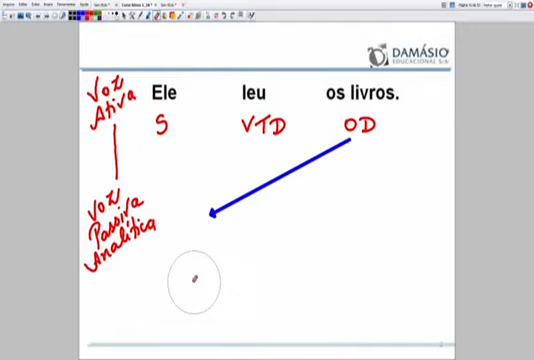 DAMÁSIO
EDUCACIONAL S/A
Voz Ativa
Ele leu os livros.
S VTD OD
Voz
Passiva
Analítica